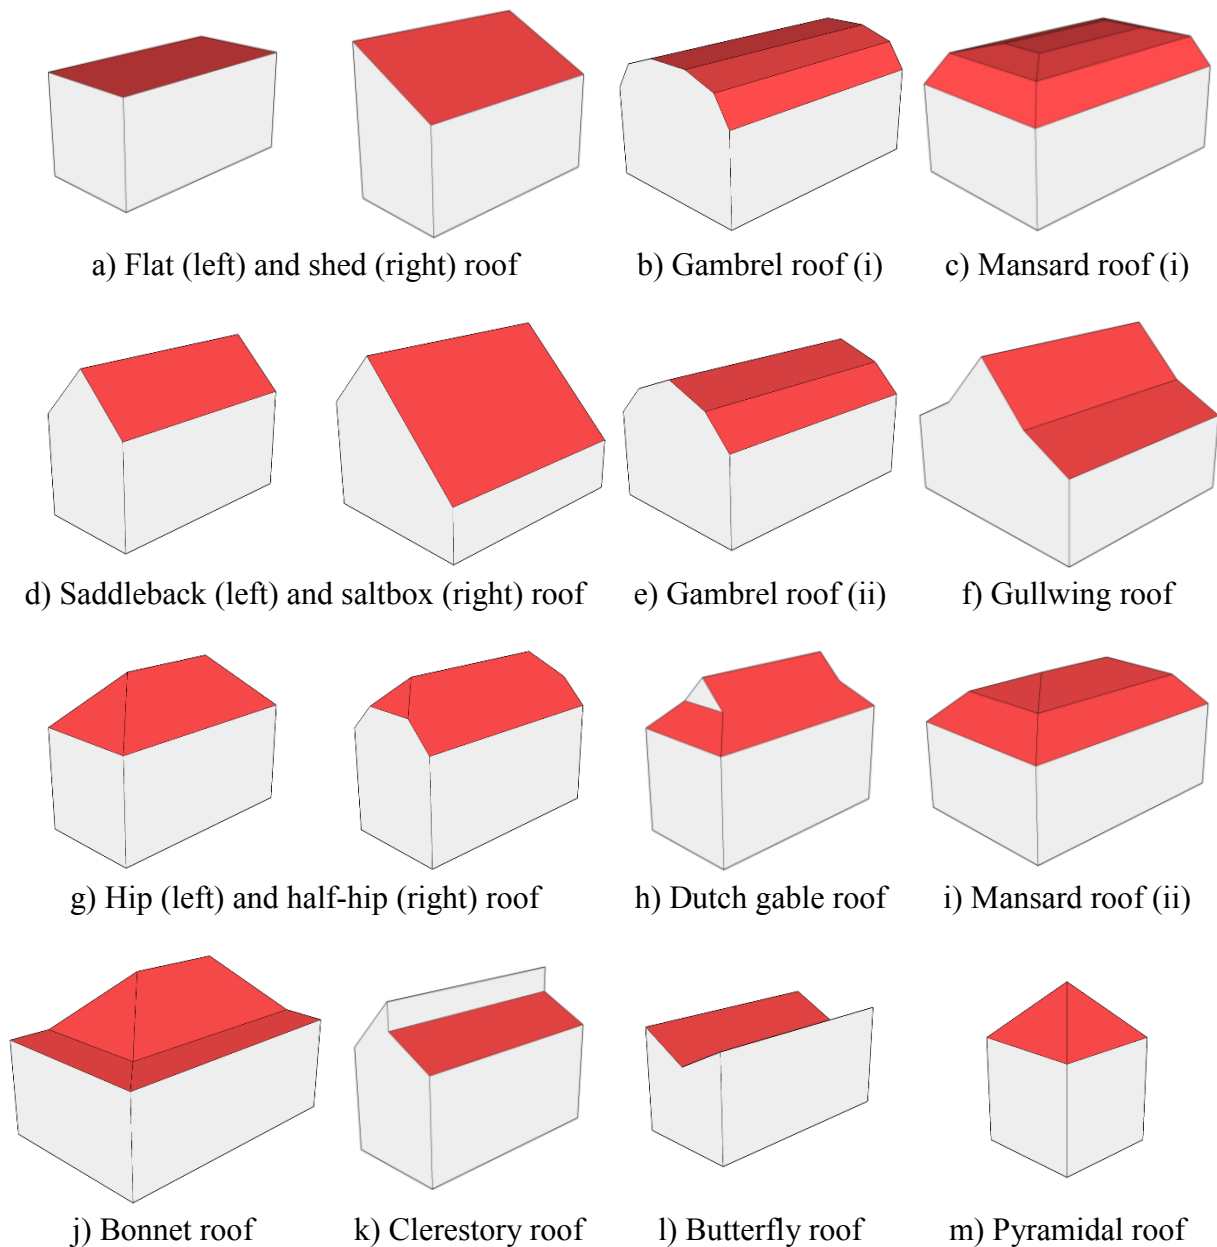 a) Flat (left) and shed (right) roof
b) Gambrel roof (i)
c) Mansard roof (i)
d) Saddleback (left) and saltbox (right) roof
e) Gambrel roof (ii)
f) Gullwing roof
g) Hip (left) and half-hip (right) roof
h) Dutch gable roof
i) Mansard roof (ii)
j) Bonnet roof
k) Clerestory roof
l) Butterfly roof
m) Pyramidal roof